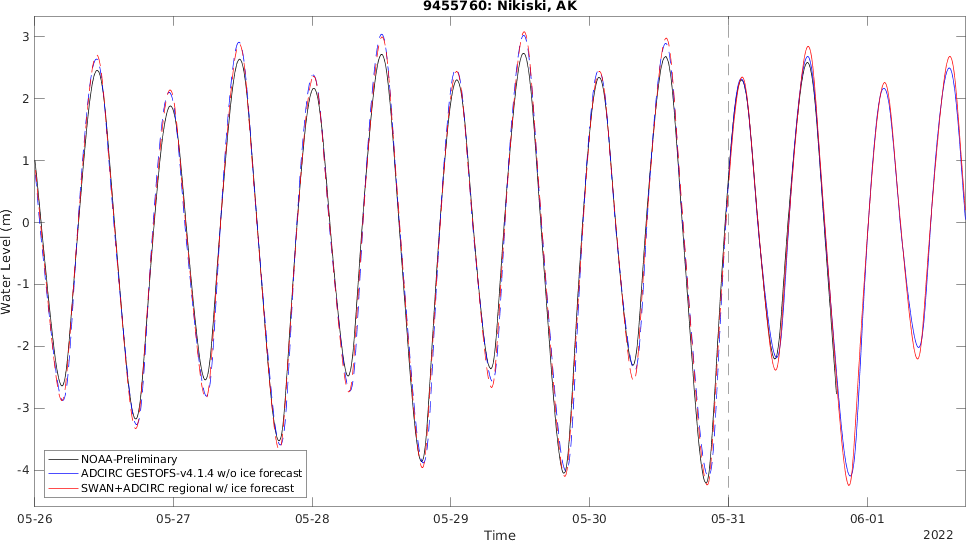 9455760: Nikiski, AK
Water Level (m)
3
2
1
0
-1
-2
-3
-4
NOAA-Preliminary
ADCIRC GESTOFS-v4.1.4 w/o ice forecast
SWAN+ADCIRC regional w/ ice forecast
05-26
05-27
05-28
05-29
05-30
05-31
06-01
Time
2022